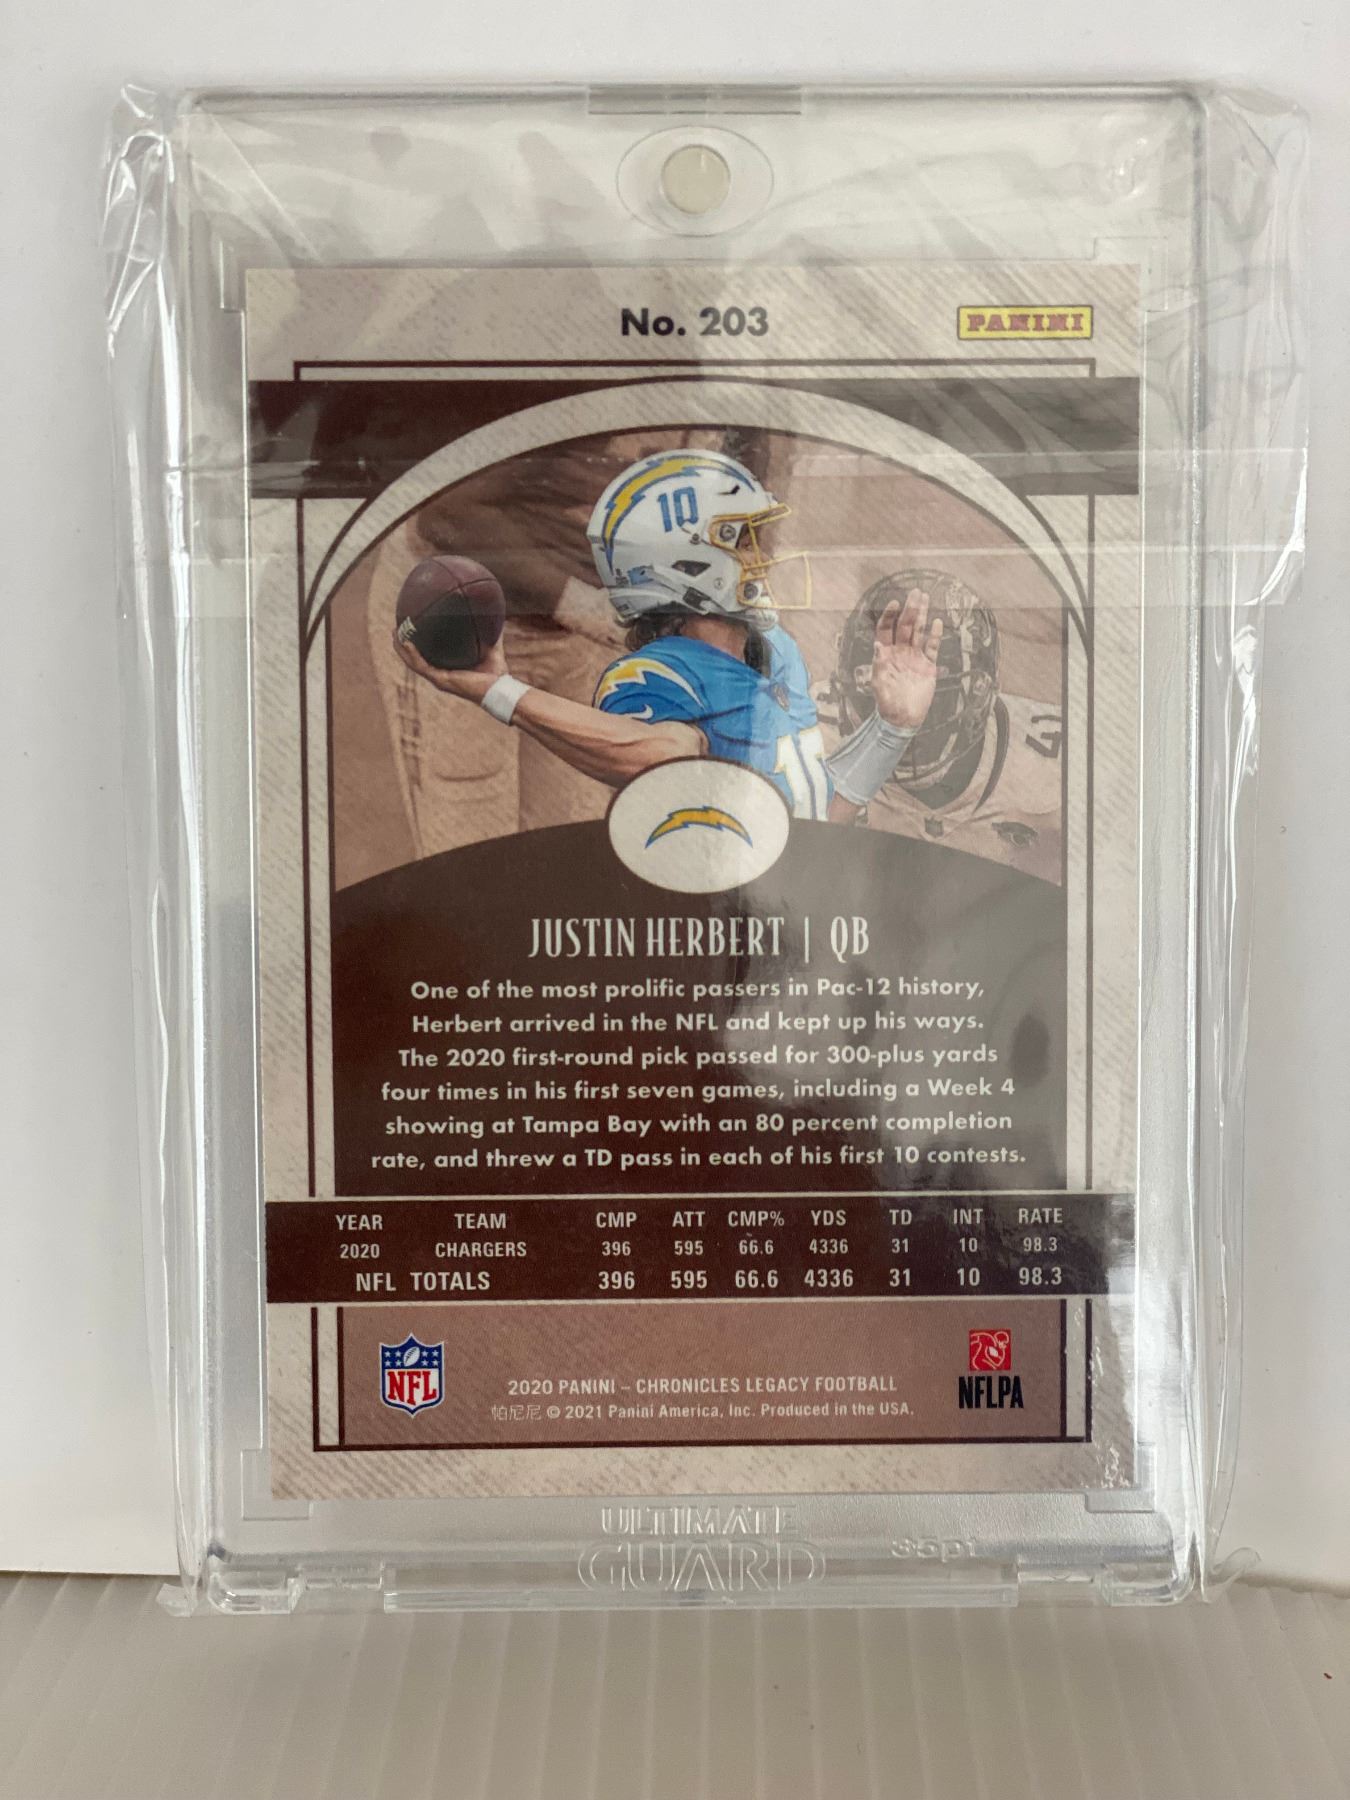 No. 203
PANINI
10
10
JUSTIN HERBERT | QB
One of the most prolific passers in Pac-12 history,
Herbert arrived in the NFL and kept up his ways.
The 2020 first-round pick passed for 300-plus yards
four times in his first seven games, including a Week 4
showing at Tampa Bay with an 80 percent completion
rate, and threw a TD pass in each of his first 10 contests.
YEAR TEAM CMP ATT CMP% YDS TD INT RATE
2020 CHARGERS 396 595 66.6 4336 31 10 98.3
NFL TOTALS 396 595 66.6 4336 31 10 98.3
NFL
NFLPA
2020 PANINI – CHRONICLES LEGACY FOOTBALL
帕尼尼 © 2021 Panini America, Inc. Produced in the USA.
ULTIMATE
GUARD
35pt